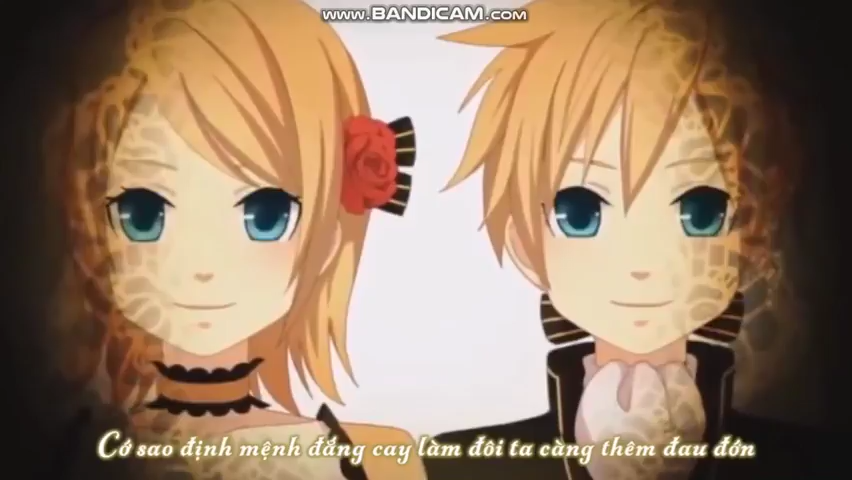 www.BANDICAM.com
Cớ sao định mệnh đắng cay làm đôi ta càng thêm đau đớn